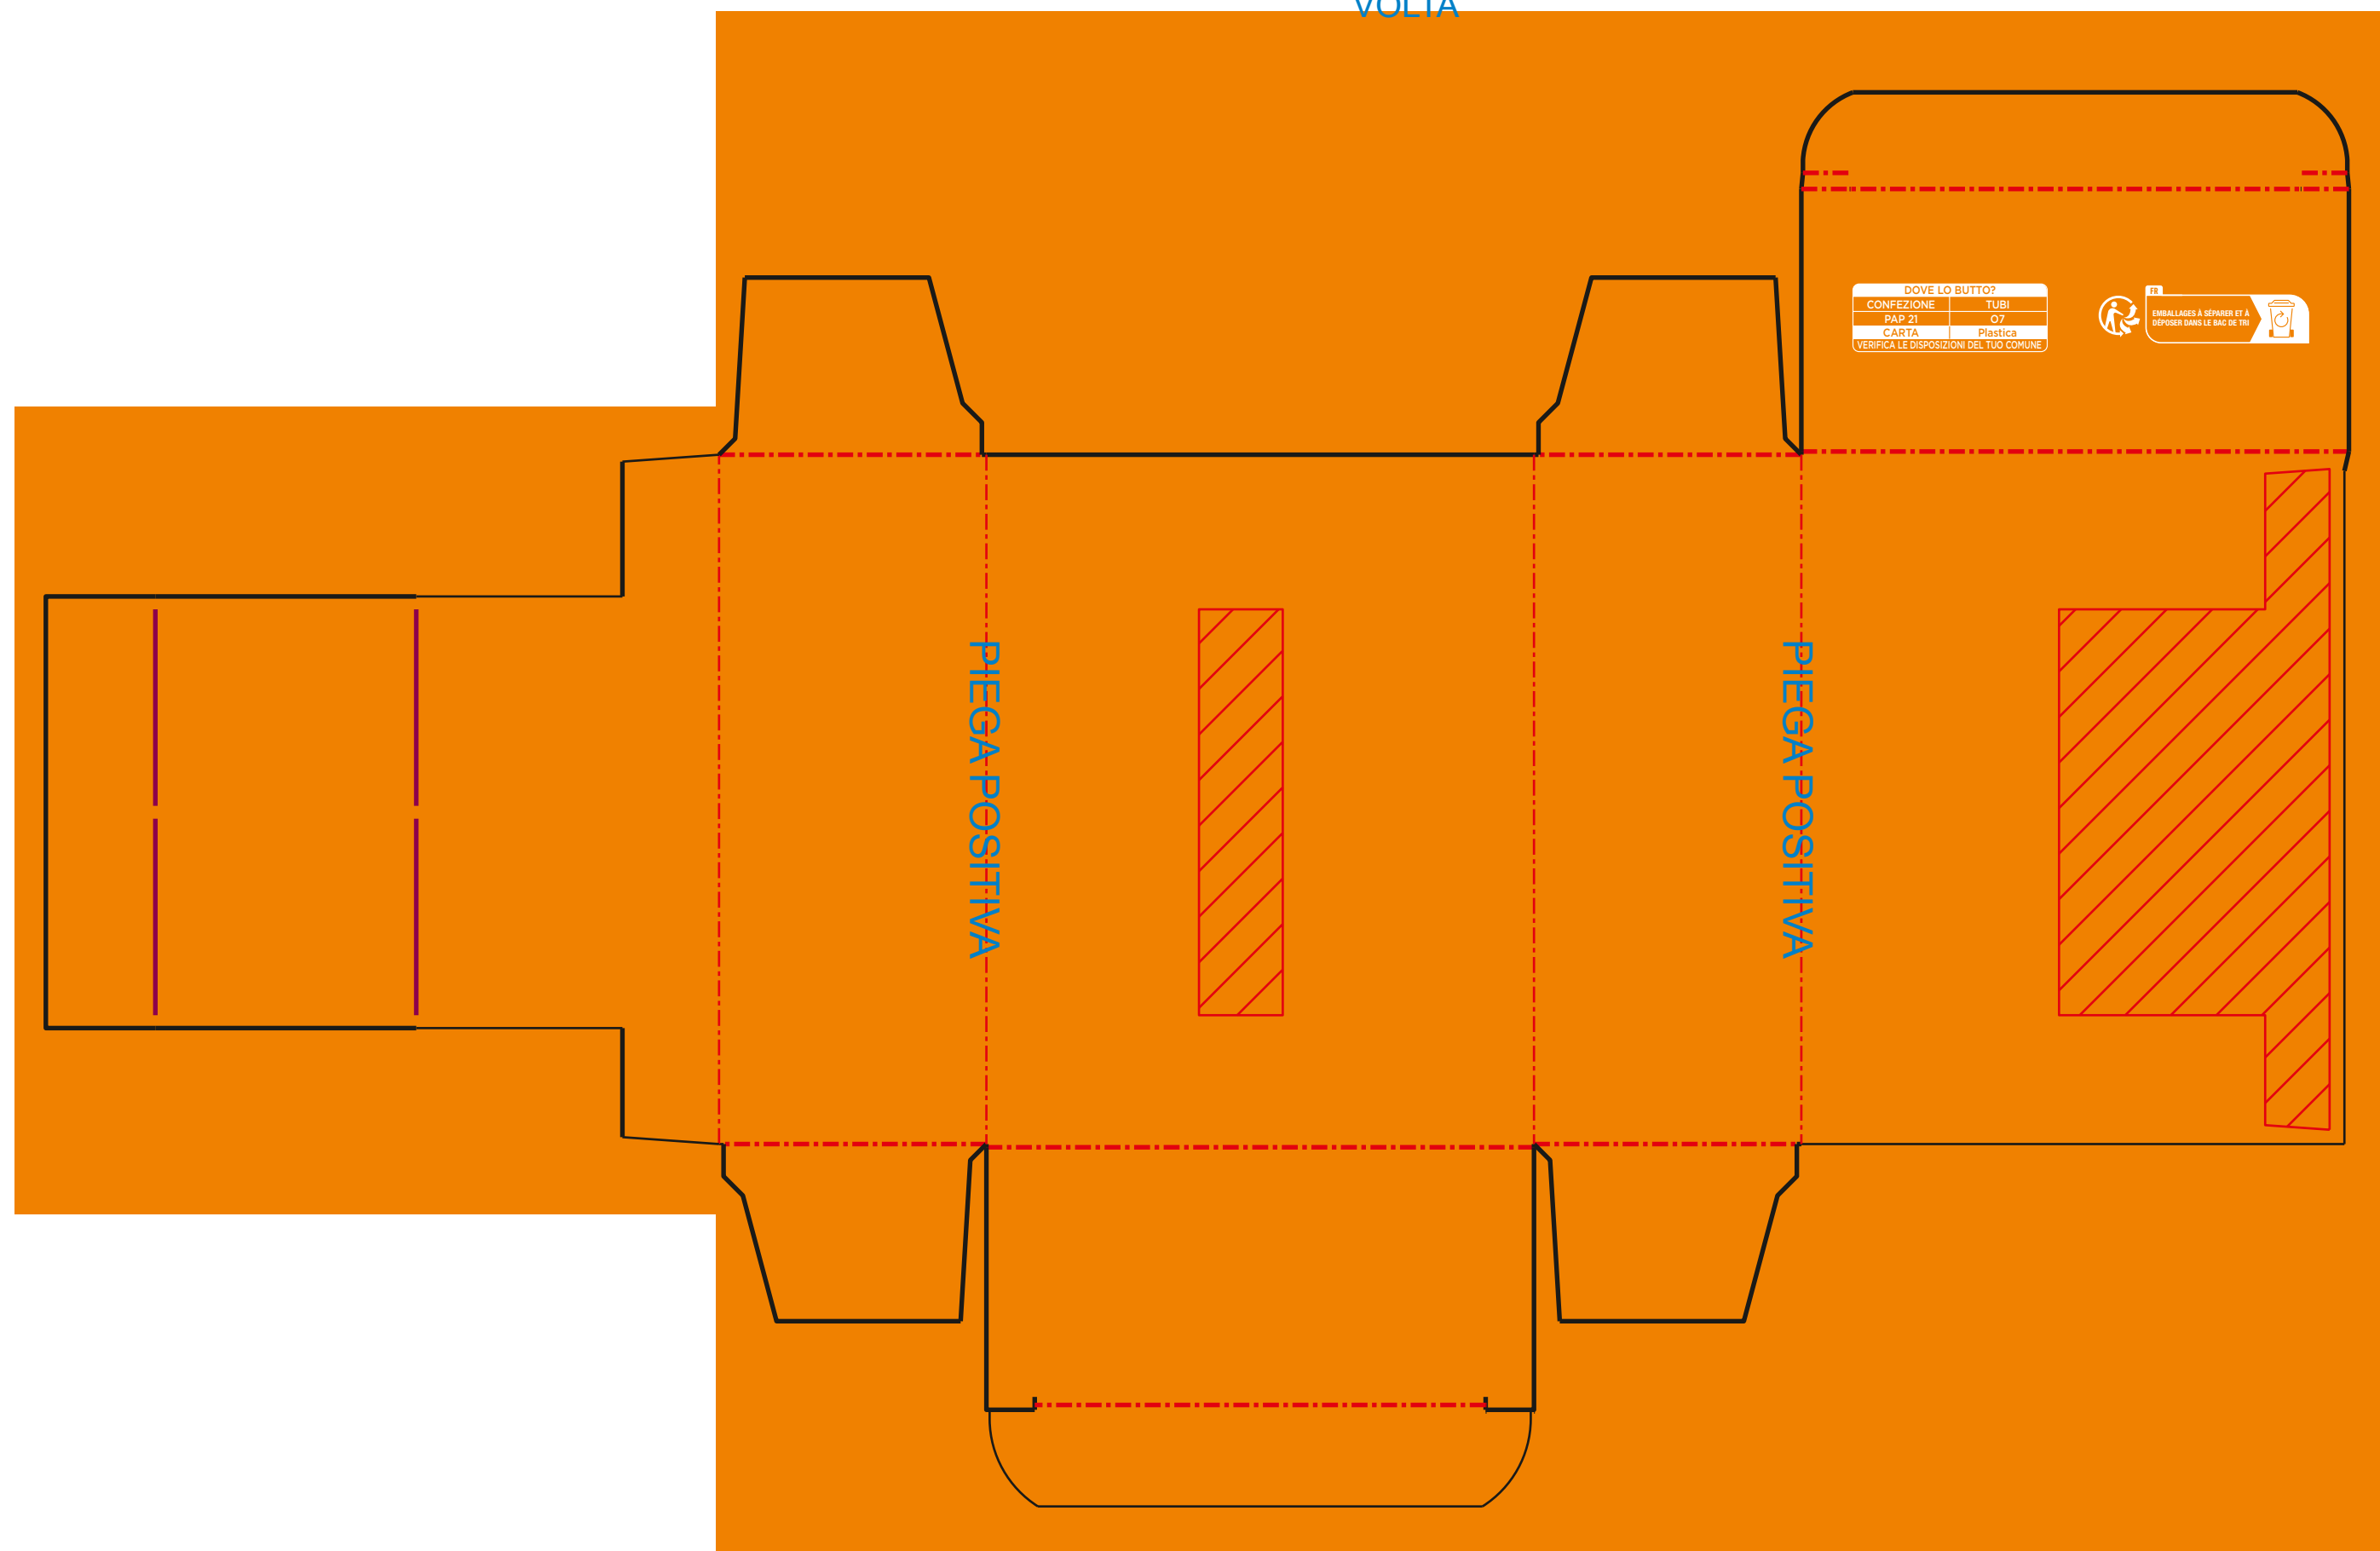 VOLTA
DOVE LO BUTTO?
CONFEZIONE TUBI
PAP 21 07
CARTA Plastica
VERIFICA LE DISPOSIZIONI DEL TUO COMUNE
FR
EMBALLAGES À SÉPARER ET À
DÉPOSER DANS LE BAC DE TRI
PIEGA POSITIVA
PIEGA POSITIVA